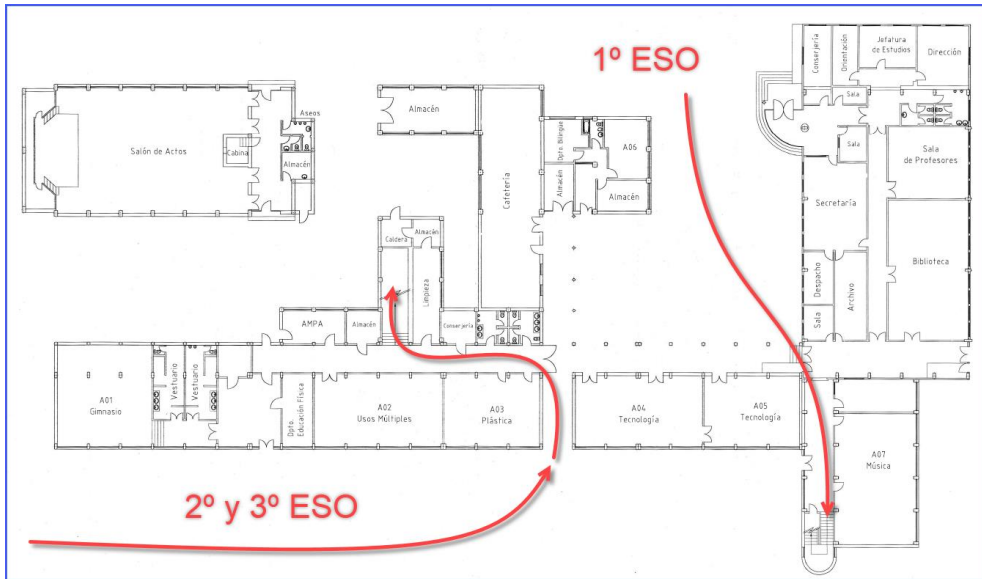 1º ESO
Conserjería
Orientación
Jefatura
de Estudios
Dirección
Sala
Aseos
Almacén
Salón de Actos
Cabina
Almacén
Cafetería
Dpto. Bilingüe
A06
Almacén
Almacén
Sala
Sala
de Profesores
Secretaría
Biblioteca
Caldera
Almacén
Limpieza
Despacho
Archivo
Sala
AMPA
Almacén
Conserjería
A01
Gimnasio
Vestuario
Vestuario
Dpto.
Educación Física
A02
Usos Múltiples
A03
Plástica
A04
Tecnología
A05
Tecnología
A07
Música
2º y 3º ESO